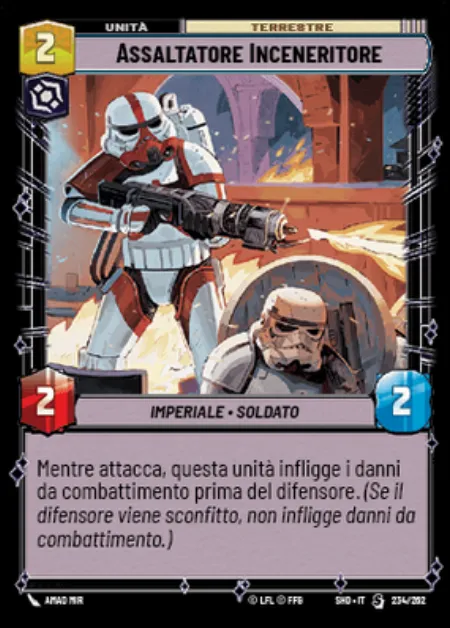 2
UNITÀ
TERRESTRE
ASSALTATORE INCENERITORE
2
IMPERIALE • SOLDATO
2
Mentre attacca, questa unità infligge i danni
da combattimento prima del difensore. (Se il
difensore viene sconfitto, non infligge danni da
combattimento.)
AMAD MIR
© LFL © FFG
SHD • IT
234/262